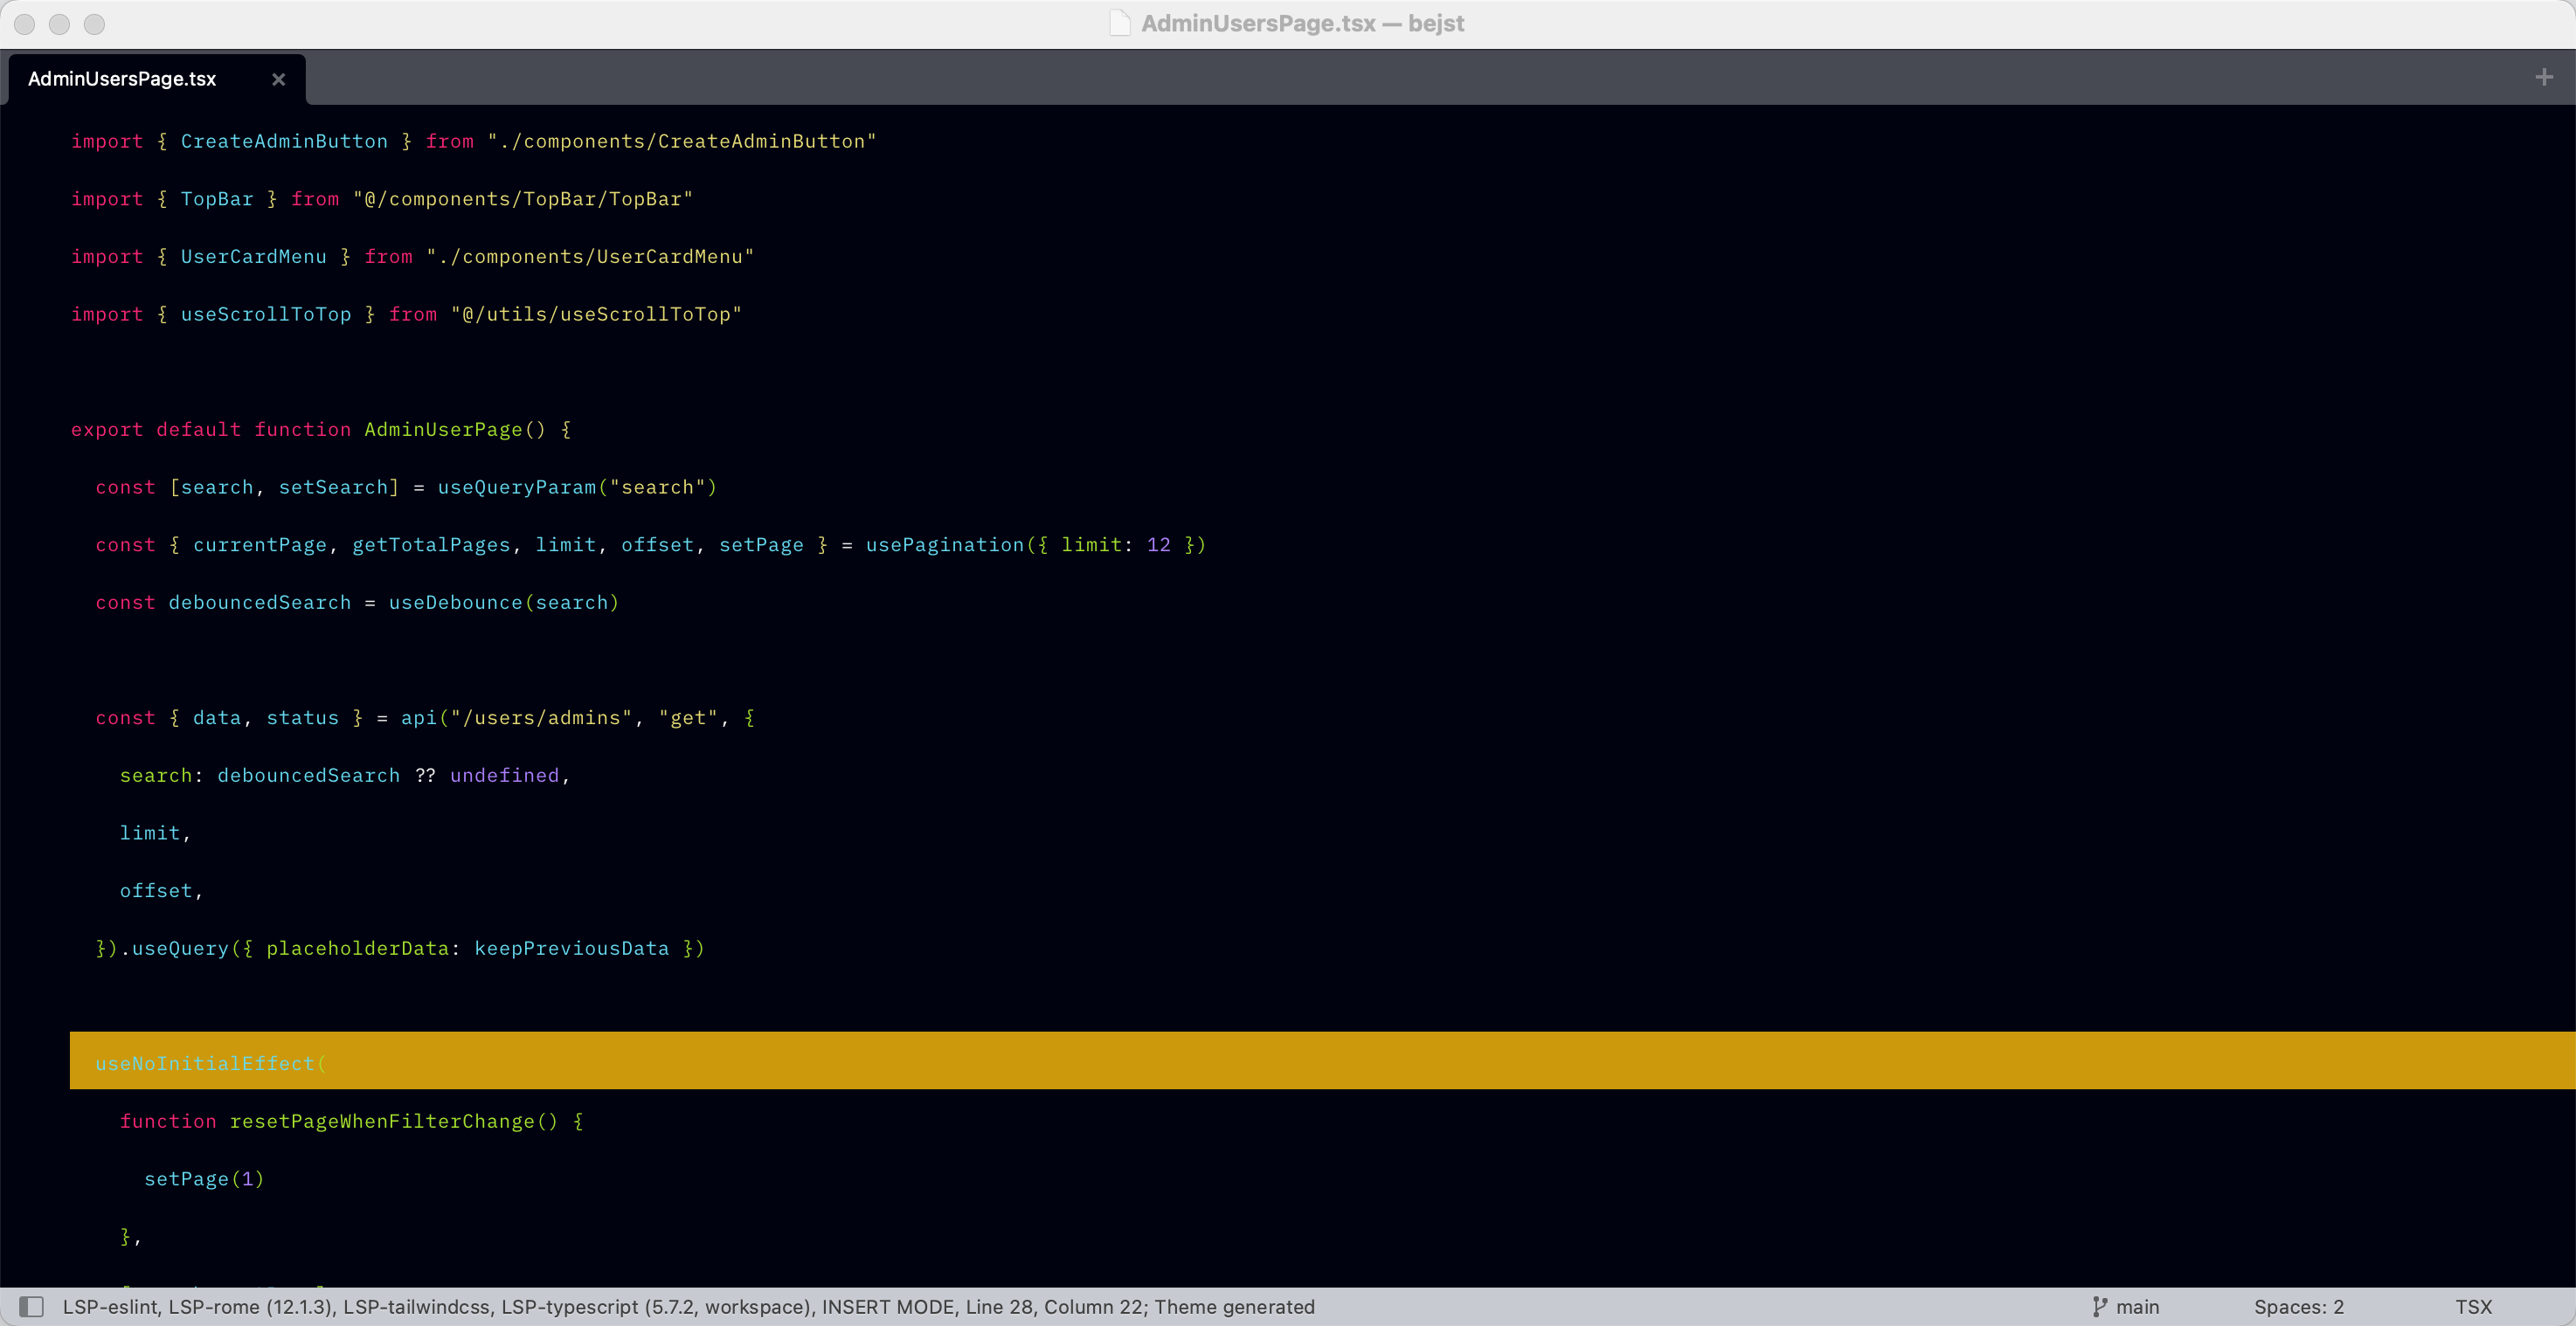 AdminUsersPage.tsx — bejst
AdminUsersPage.tsx
import { CreateAdminButton } from "./components/CreateAdminButton"
import { TopBar } from "@/components/TopBar/TopBar"
import { UserCardMenu } from "./components/UserCardMenu"
import { useScrollToTop } from "@/utils/useScrollToTop"
export default function AdminUserPage() {
const [search, setSearch] = useQueryParam("search")
const { currentPage, getTotalPages, limit, offset, setPage } = usePagination({ limit: 12 })
const debouncedSearch = useDebounce(search)
const { data, status } = api("/users/admins", "get", {
search: debouncedSearch ?? undefined,
limit,
offset,
}).useQuery({ placeholderData: keepPreviousData })
useNoInitialEffect(
function resetPageWhenFilterChange() {
setPage(1)
},
LSP-eslint, LSP-rome (12.1.3), LSP-tailwindcss, LSP-typescript (5.7.2, workspace), INSERT MODE, Line 28, Column 22; Theme generated
main
Spaces: 2
TSX